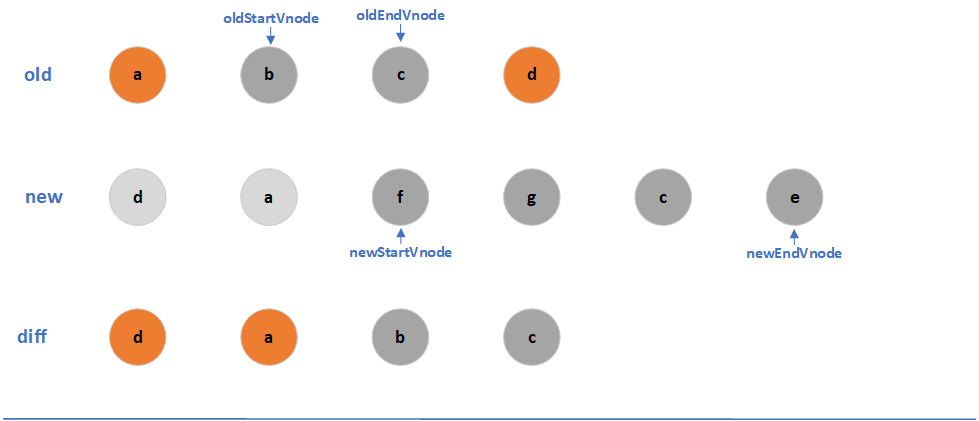 oldStartVnode oldEndVnode
old a b c d
new d a f g c e
newStartVnode newEndVnode
diff d a b c